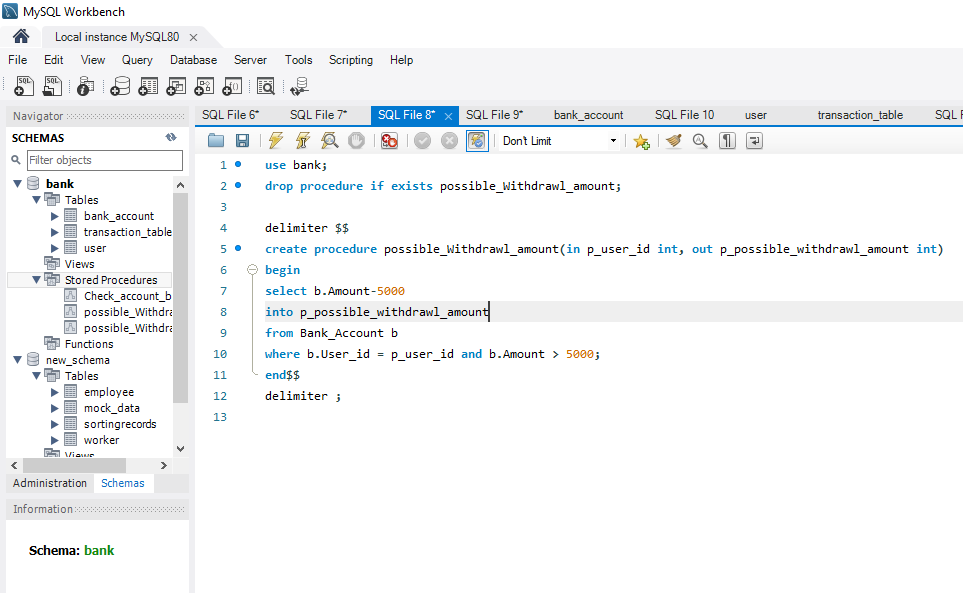 MySQL Workbench
Local instance MySQL80
File Edit View Query Database Server Tools Scripting Help
Navigator
SCHEMAS
Filter objects
bank
Tables
bank_account
transaction_table
user
Views
Stored Procedures
Check_account_b
possible_Withdra
possible_Withdra
Functions
new_schema
Tables
employee
mock_data
sortingrecords
worker
Views
Administration Schemas
Information
Schema: bank
SQL File 6* SQL File 7* SQL File 8* SQL File 9* bank_account SQL File 10 user transaction_table SQL F
Don't Limit
1 use bank;
2 drop procedure if exists possible_Withdrawl_amount;
3
4 delimiter $$
5 create procedure possible_Withdrawl_amount(in p_user_id int, out p_possible_withdrawl_amount int)
6 begin
7 select b.Amount-5000
8 into p_possible_withdrawl_amount
9 from Bank_Account b
10 where b.User_id = p_user_id and b.Amount > 5000;
11 end$$
12 delimiter ;
13